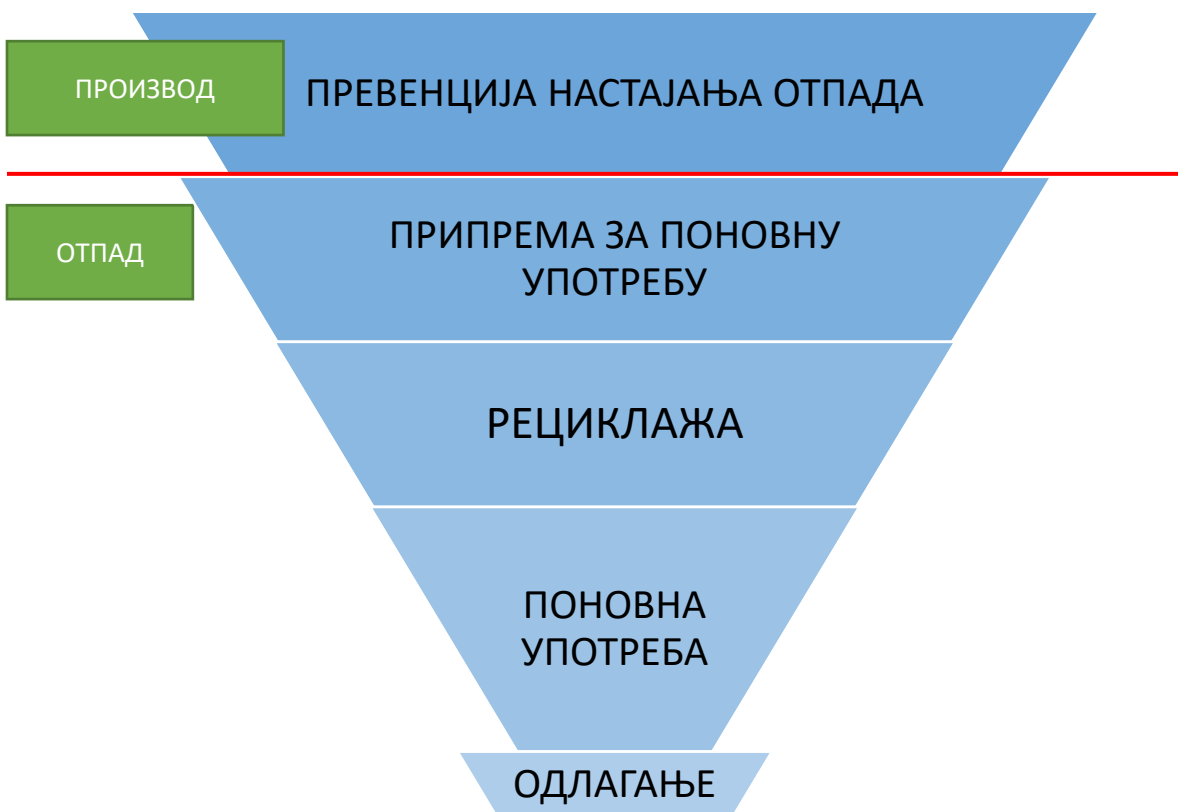 ПРОИЗВОД
ПРЕВЕНЦИЈА НАСТАЈАЊА ОТПАДА
ОТПАД
ПРИПРЕМА ЗА ПОНОВНУ
УПОТРЕБУ
РЕЦИКЛАЖА
ПОНОВНА
УПОТРЕБА
ОДЛАГАЊЕ